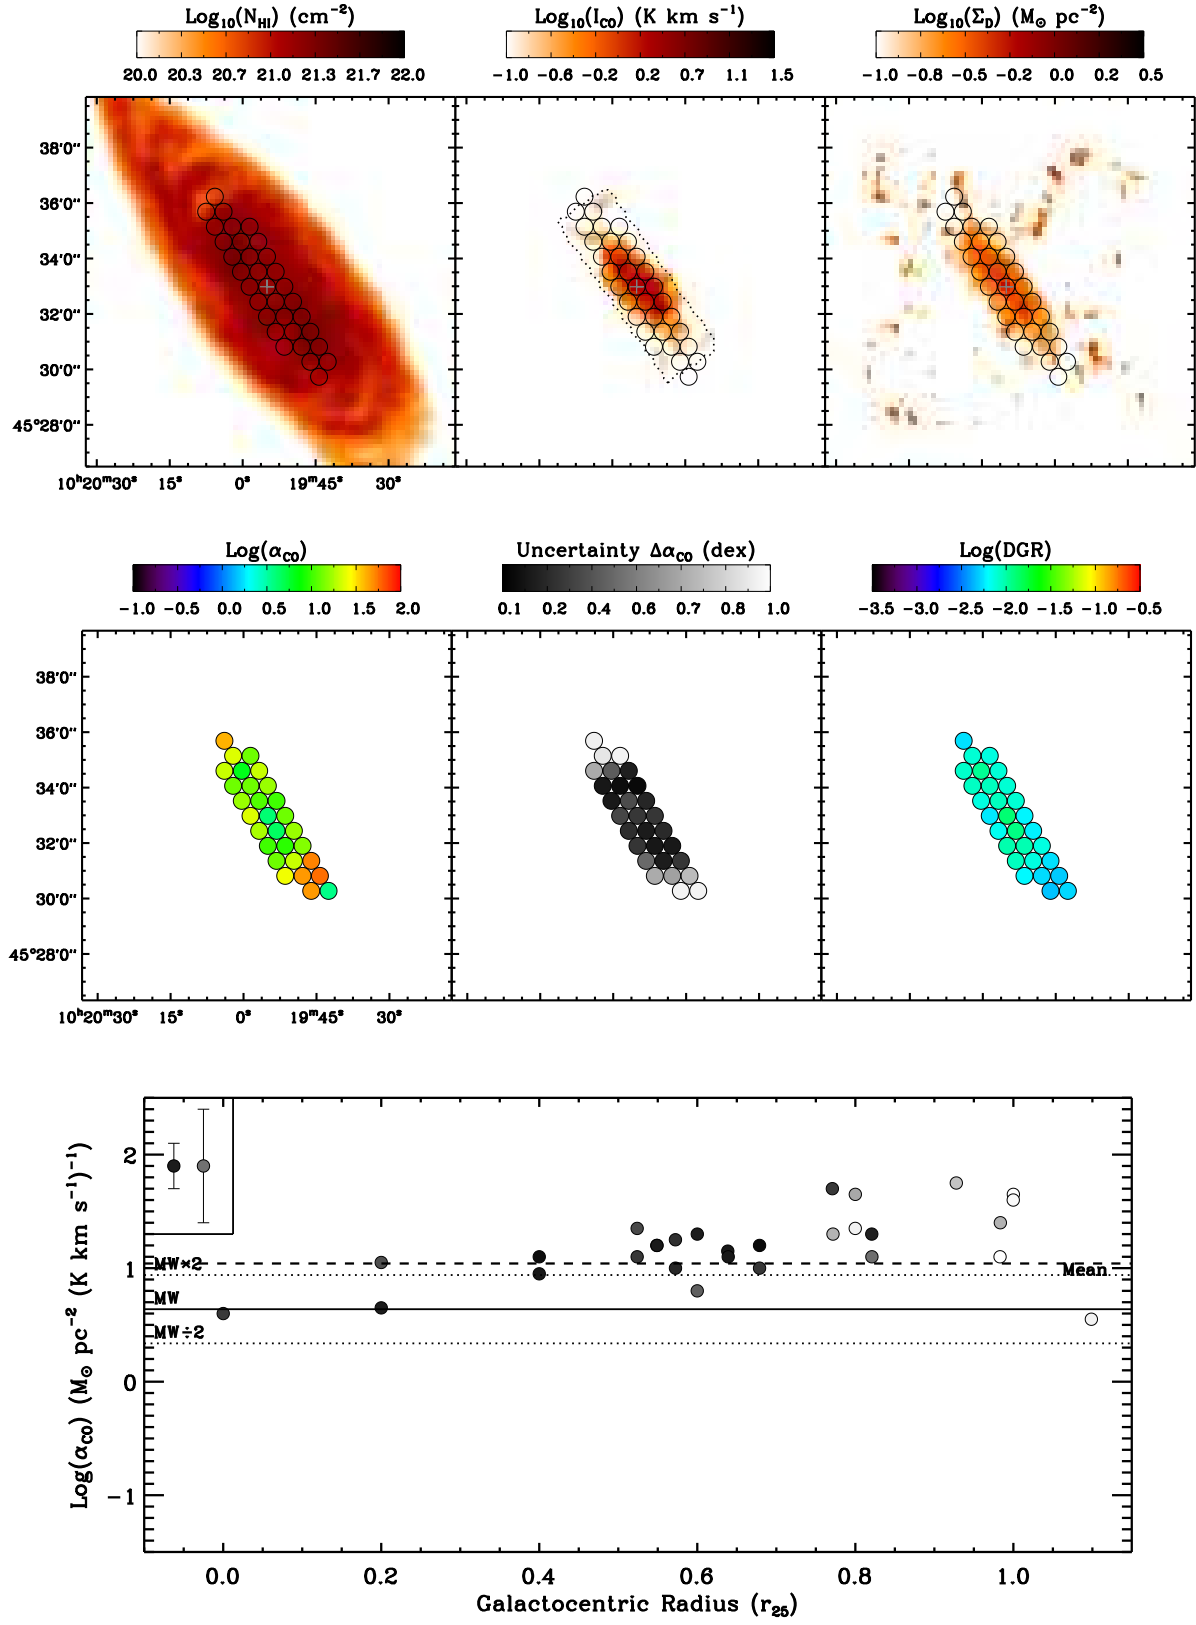 Log₁₀(N_HI) (cm⁻²)
20.0 20.3 20.7 21.0 21.3 21.7 22.0
Log₁₀(I_CO) (K km s⁻¹)
−1.0 −0.6 −0.2 0.2 0.7 1.1 1.5
Log₁₀(Σ_D) (M⊙ pc⁻²)
−1.0 −0.8 −0.5 −0.2 0.0 0.2 0.5
38′0″
36′0″
34′0″
32′0″
30′0″
45°28′0″
10ʰ20ᵐ30ˢ 15ˢ 0ˢ 19ᵐ45ˢ 30ˢ
Log(α_CO)
−1.0 −0.5 0.0 0.5 1.0 1.5 2.0
Uncertainty Δα_CO (dex)
0.1 0.2 0.4 0.6 0.7 0.8 1.0
Log(DGR)
−3.5 −3.0 −2.5 −2.0 −1.5 −1.0 −0.5
38′0″
36′0″
34′0″
32′0″
30′0″
45°28′0″
10ʰ20ᵐ30ˢ 15ˢ 0ˢ 19ᵐ45ˢ 30ˢ
Log(α_CO) (M⊙ pc⁻² (K km s⁻¹)⁻¹)
2
1
0
−1
MW×2
Mean
MW
MW÷2
0.0 0.2 0.4 0.6 0.8 1.0
Galactocentric Radius (r₂₅)